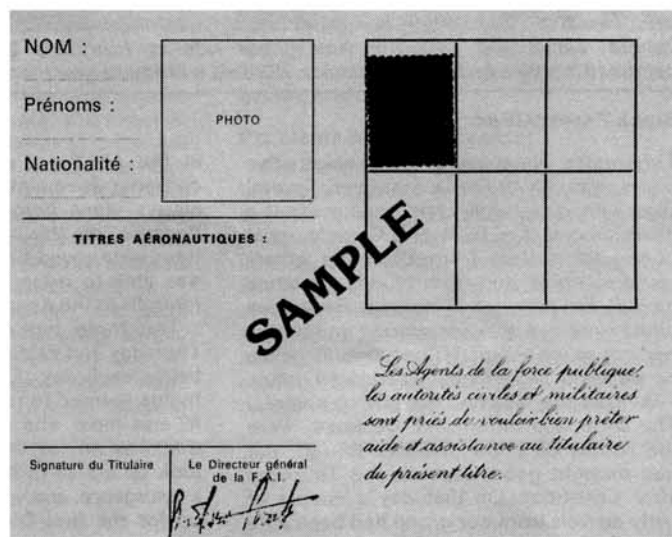 NOM :
PHOTO
Prénoms :
Nationalité :
TITRES AÉRONAUTIQUES :
SAMPLE
Les Agents de la force publique,
les autorités civiles et militaires
sont priés de vouloir bien prêter
aide et assistance au titulaire
du présent titre.
Signature du Titulaire
Le Directeur général
de la F.A.I.